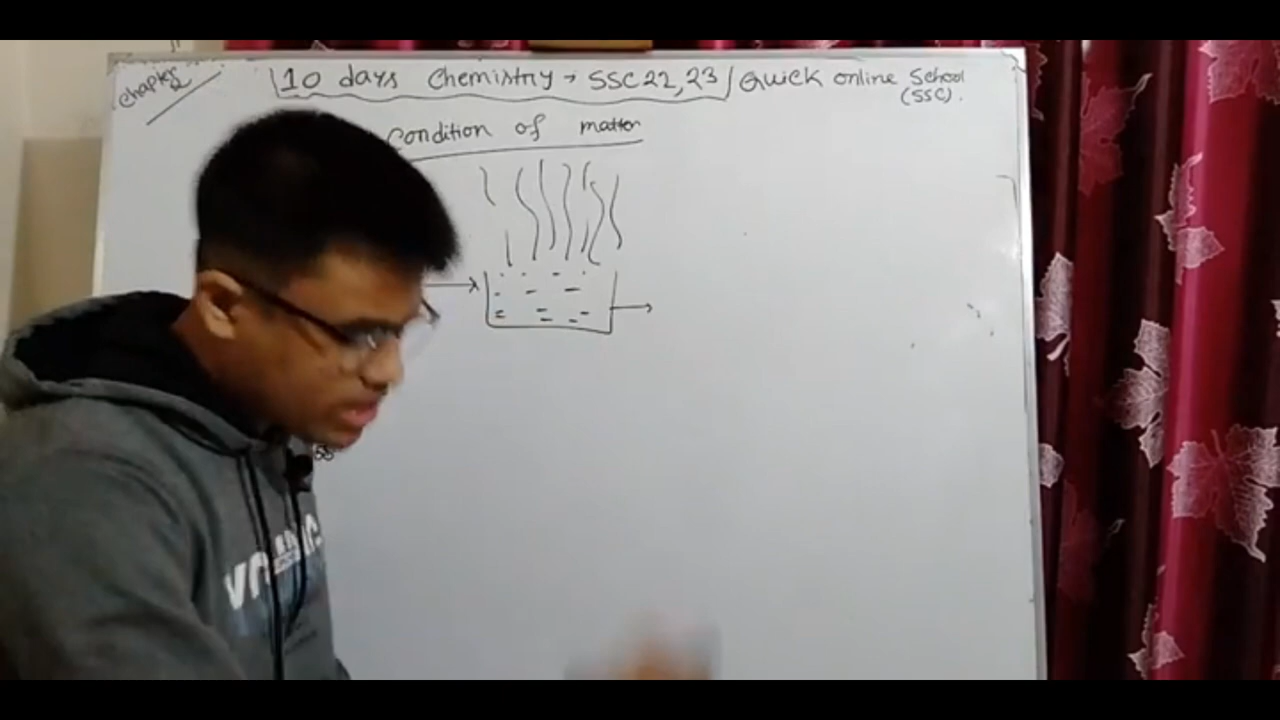 Chapter 2
10 days Chemistry → SSC 22, 23 / Quick online School
(SSC).
condition of matter